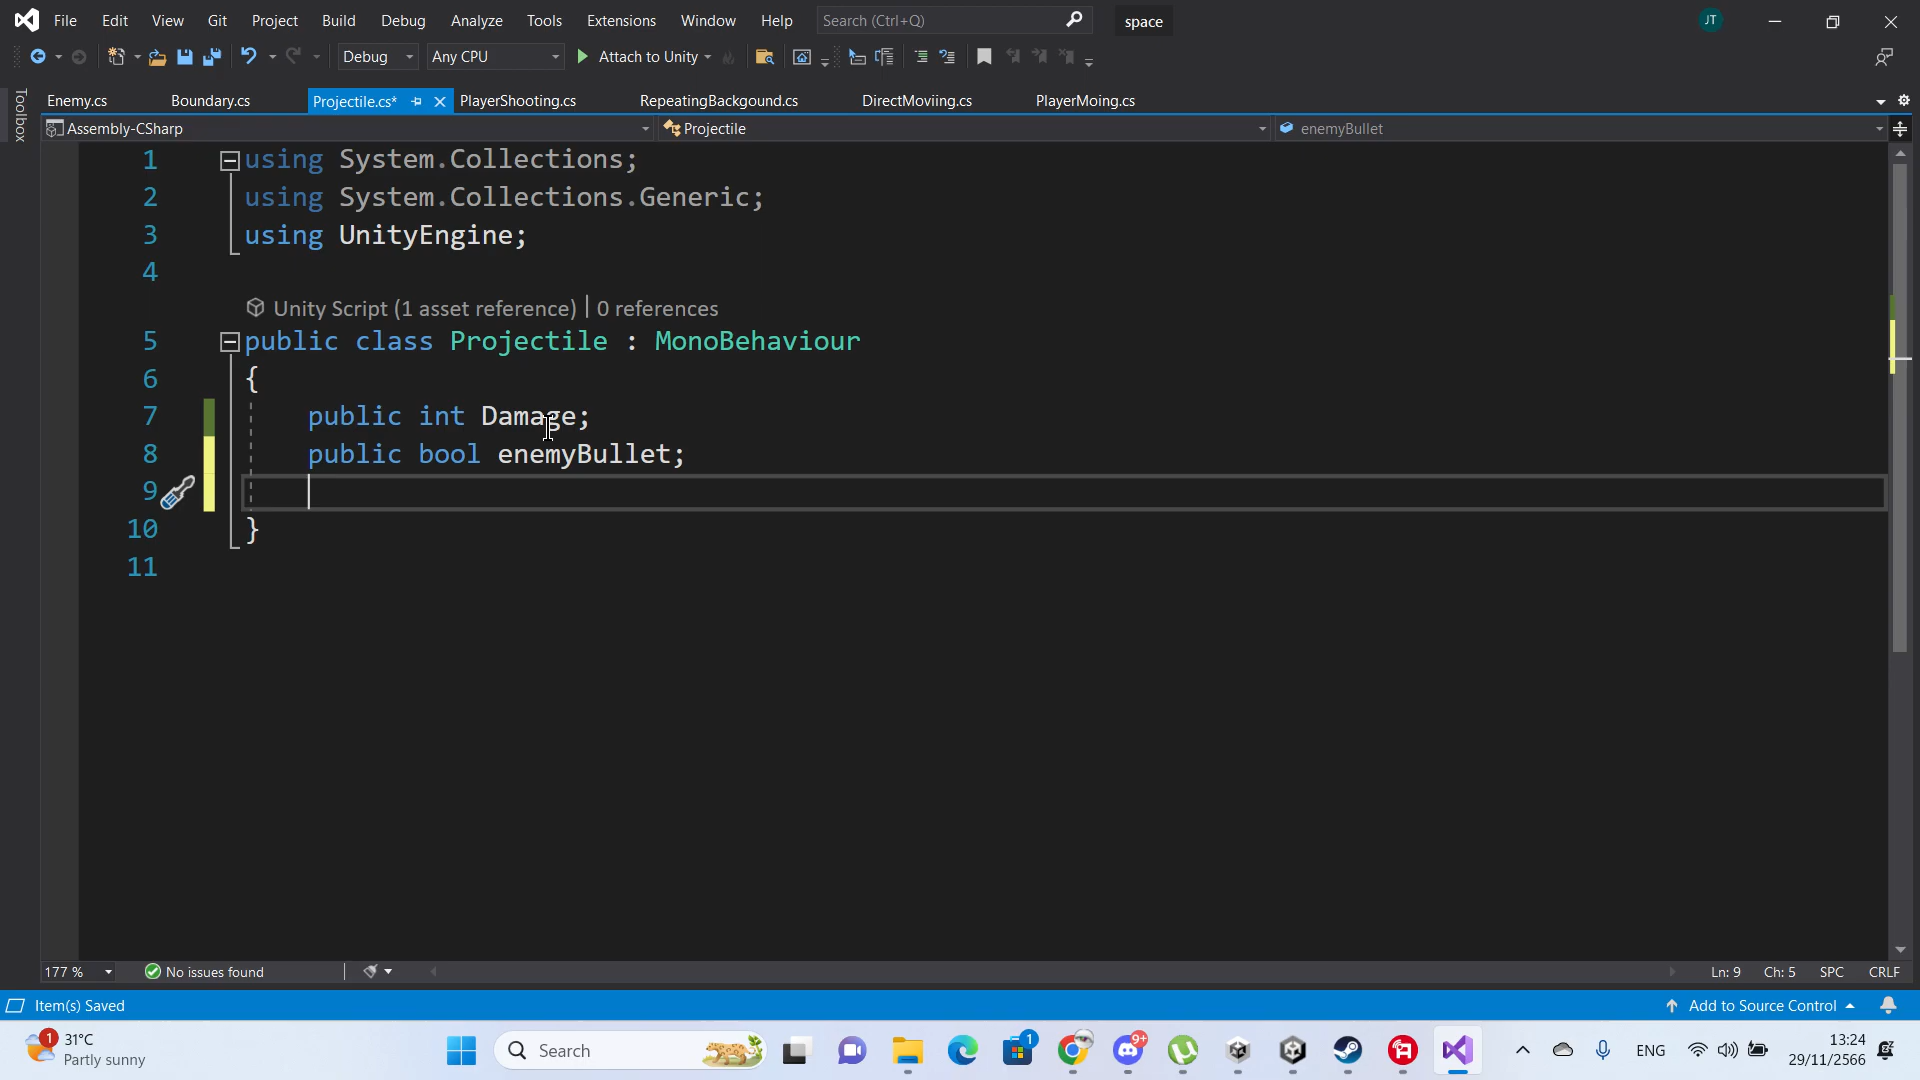 File Edit View Git Project Build Debug Test Analyze Tools Extensions Window Help Search (Ctrl+Q) space JT
Debug Any CPU Attach to Unity
Toolbox
Enemy.cs Boundary.cs Projectile.cs* PlayerShooting.cs RepeatingBackgound.cs DirectMoviing.cs PlayerMoing.cs
Assembly-CSharp Projectile enemyBullet
1 using System.Collections;
2 using System.Collections.Generic;
3 using UnityEngine;
4
Unity Script (1 asset reference) | 0 references
5 public class Projectile : MonoBehaviour
6 {
7 public int Damage;
8 public bool enemyBullet;
9
10 }
11
177 % No issues found Ln: 9 Ch: 5 SPC CRLF
Item(s) Saved Add to Source Control
1 31°C Search 1 9+ ENG 13:24
Partly sunny 29/11/2566